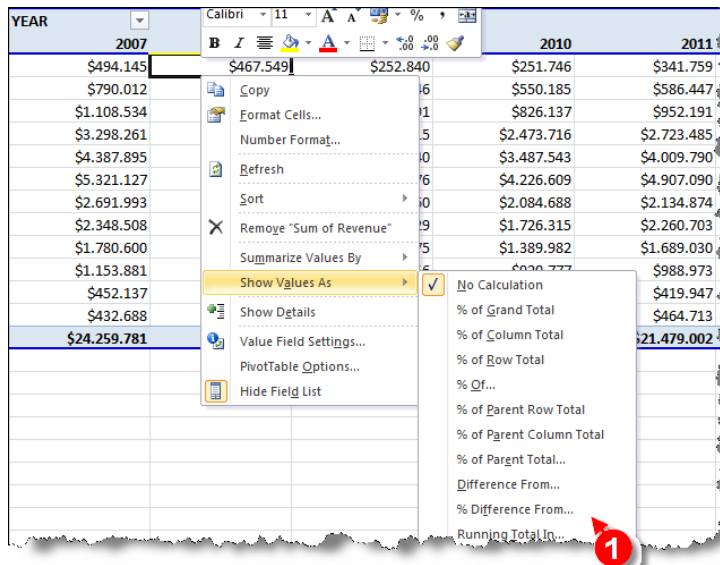 YEAR Calibri 11 A A % ,
B I A
2007 2010 2011
$494.145 $467.549 $252.840 $251.746 $341.759
$790.012 $550.185 $586.447
$1.108.534 $826.137 $952.191
$3.298.261 $2.473.716 $2.723.485
$4.387.895 $3.487.543 $4.009.790
$5.321.127 $4.226.609 $4.907.090
$2.691.993 $2.084.688 $2.134.874
$2.348.508 $1.726.315 $2.260.703
$1.780.600 $1.389.982 $1.689.030
$1.153.881 $988.973
$452.137 $419.947
$432.688 $464.713
$24.259.781 $21.479.002
Copy
Format Cells...
Number Format...
Refresh
Sort
Remove "Sum of Revenue"
Summarize Values By
Show Values As
Show Details
Value Field Settings...
PivotTable Options...
Hide Field List
No Calculation
% of Grand Total
% of Column Total
% of Row Total
% Of...
% of Parent Row Total
% of Parent Column Total
% of Parent Total...
Difference From...
% Difference From...
Running Total In...
1